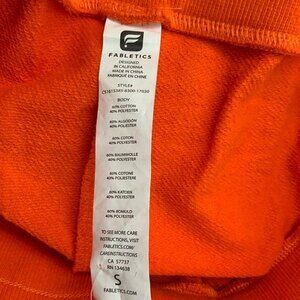 F
FABLETICS
DESIGNED
IN CALIFORNIA
MADE IN CHINA
FABRIQUÉ EN CHINE
STYLE#
BODY
60% COTTON
40% POLYESTER
60% ALGODÓN
40% POLIÉSTER
60% COTON
40% POLYESTER
60% BAUMWOLLE
40% POLYESTER
60% COTONE
40% POLIESTERE
60% KATOEN
40% POLYESTER
60% BOMULD
40% POLYESTER
TO SEE MORE CARE
INSTRUCTIONS, VISIT
FABLETICS.COM/
CAREINSTRUCTIONS
CA 57737
RN 134638
S
FABLETICS.COM